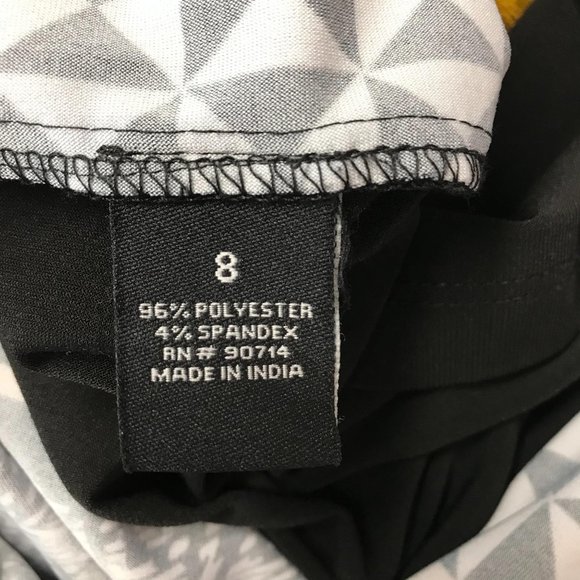 8
96% POLYESTER
4% SPANDEX
RN# 90714
MADE IN INDIA